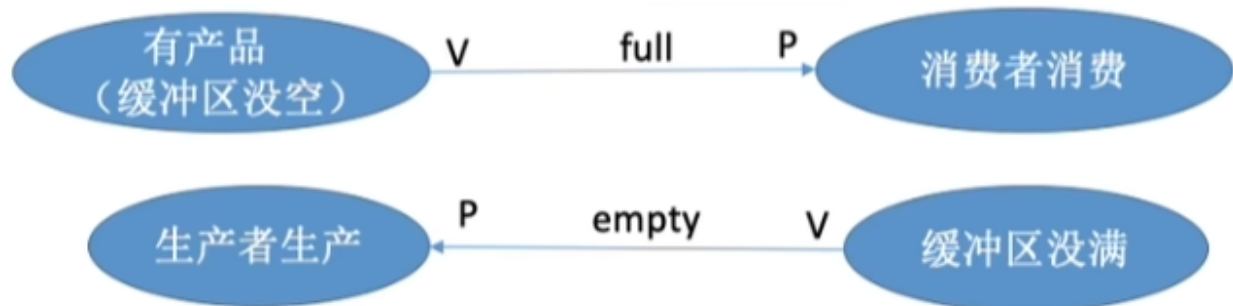 有产品
（缓冲区没空）
V full P
消费者消费
生产者生产
P empty V
缓冲区没满